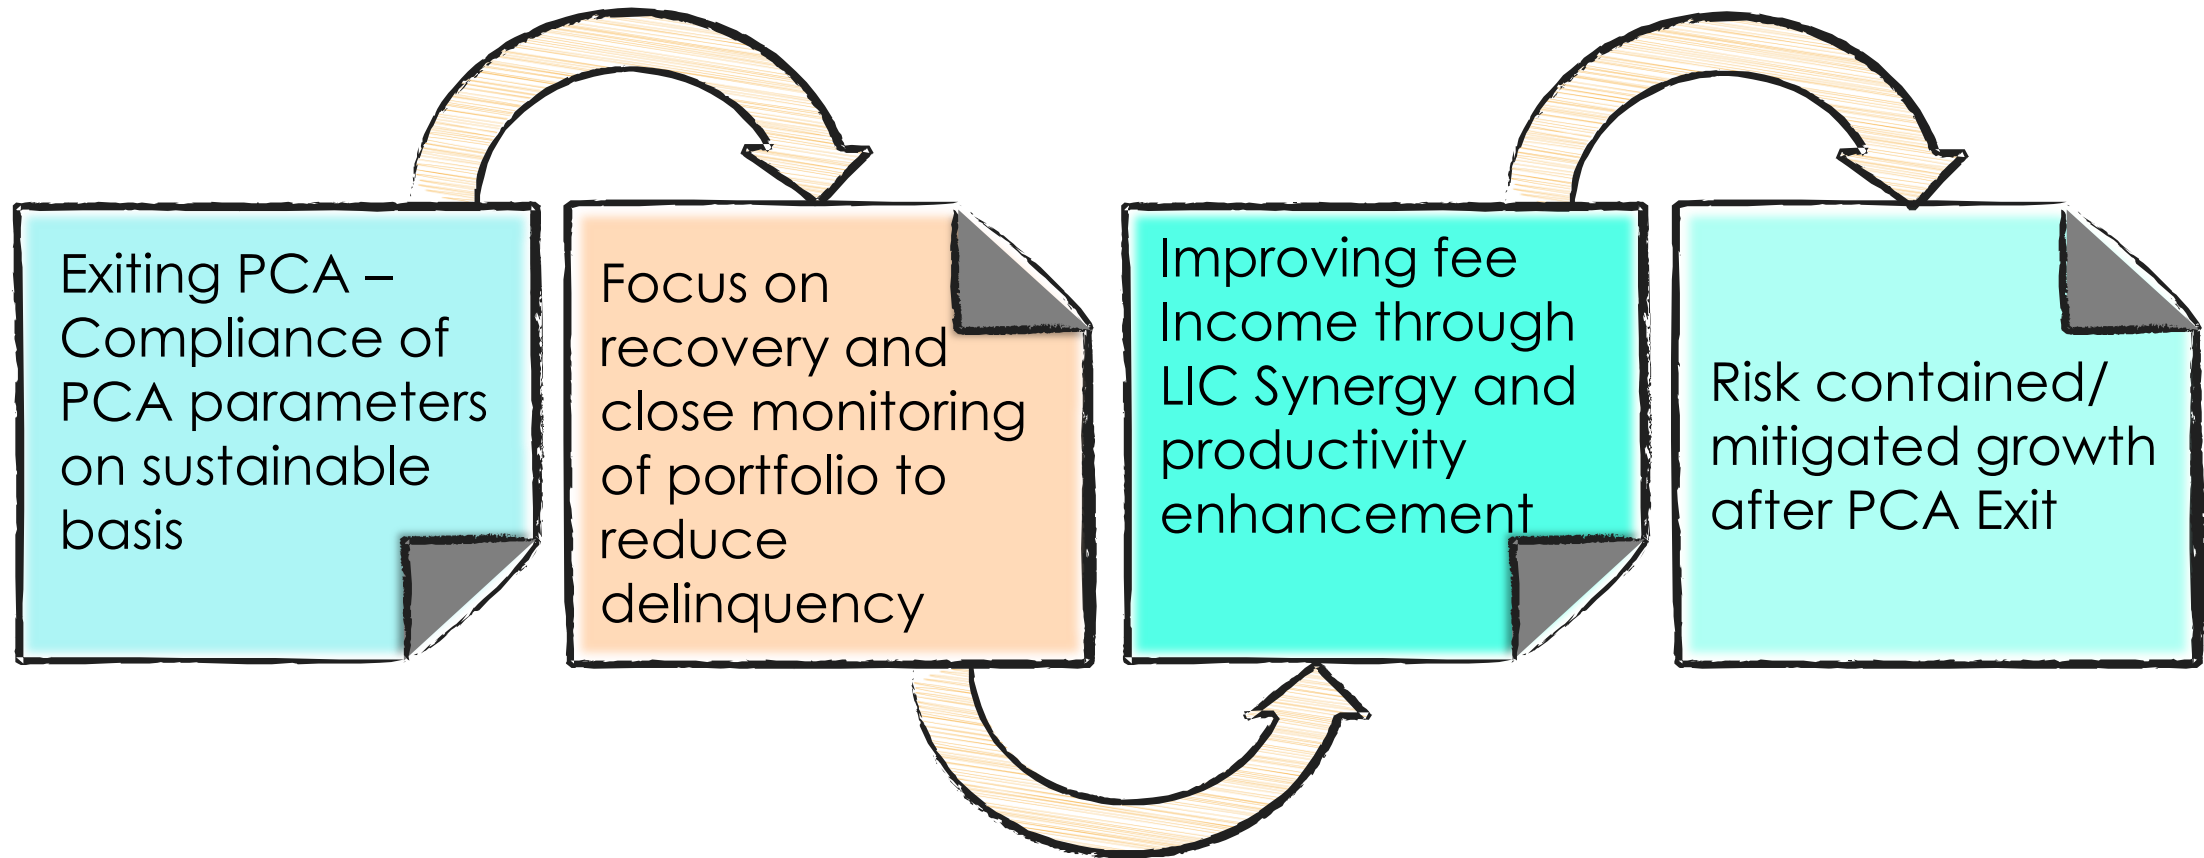 Exiting PCA –
Compliance of
PCA parameters
on sustainable
basis
Focus on
recovery and
close monitoring
of portfolio to
reduce
delinquency
Improving fee
Income through
LIC Synergy and
productivity
enhancement
Risk contained/
mitigated growth
after PCA Exit